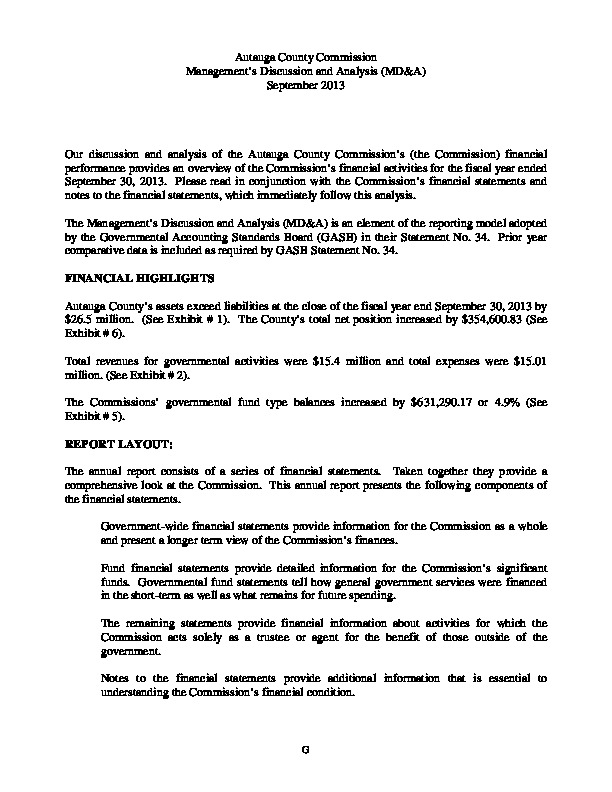 Autauga County Commission
Management's Discussion and Analysis (MD&A)
September 2013
Our discussion and analysis of the Autauga County Commission's (the Commission) financial
performance provides an overview of the Commission's financial activities for the fiscal year ended
September 30, 2013. Please read in conjunction with the Commission's financial statements and
notes to the financial statements, which immediately follow this analysis.
The Management's Discussion and Analysis (MD&A) is an element of the reporting model adopted
by the Governmental Accounting Standards Board (GASB) in their Statement No. 34. Prior year
comparative data is included as required by GASB Statement No. 34.
FINANCIAL HIGHLIGHTS
Autauga County's assets exceed liabilities at the close of the fiscal year end September 30, 2013 by
$26.5 million. (See Exhibit # 1). The County's total net position increased by $354,600.83 (See
Exhibit # 6).
Total revenues for governmental activities were $15.4 million and total expenses were $15.01
million. (See Exhibit # 2).
The Commissions' governmental fund type balances increased by $631,290.17 or 4.9% (See
Exhibit # 5).
REPORT LAYOUT:
The annual report consists of a series of financial statements. Taken together they provide a
comprehensive look at the Commission. This annual report presents the following components of
the financial statements.
Government-wide financial statements provide information for the Commission as a whole
and present a longer term view of the Commission's finances.
Fund financial statements provide detailed information for the Commission's significant
funds. Governmental fund statements tell how general government services were financed
in the short-term as well as what remains for future spending.
The remaining statements provide financial information about activities for which the
Commission acts solely as a trustee or agent for the benefit of those outside of the
government.
Notes to the financial statements provide additional information that is essential to
understanding the Commission's financial condition.
G